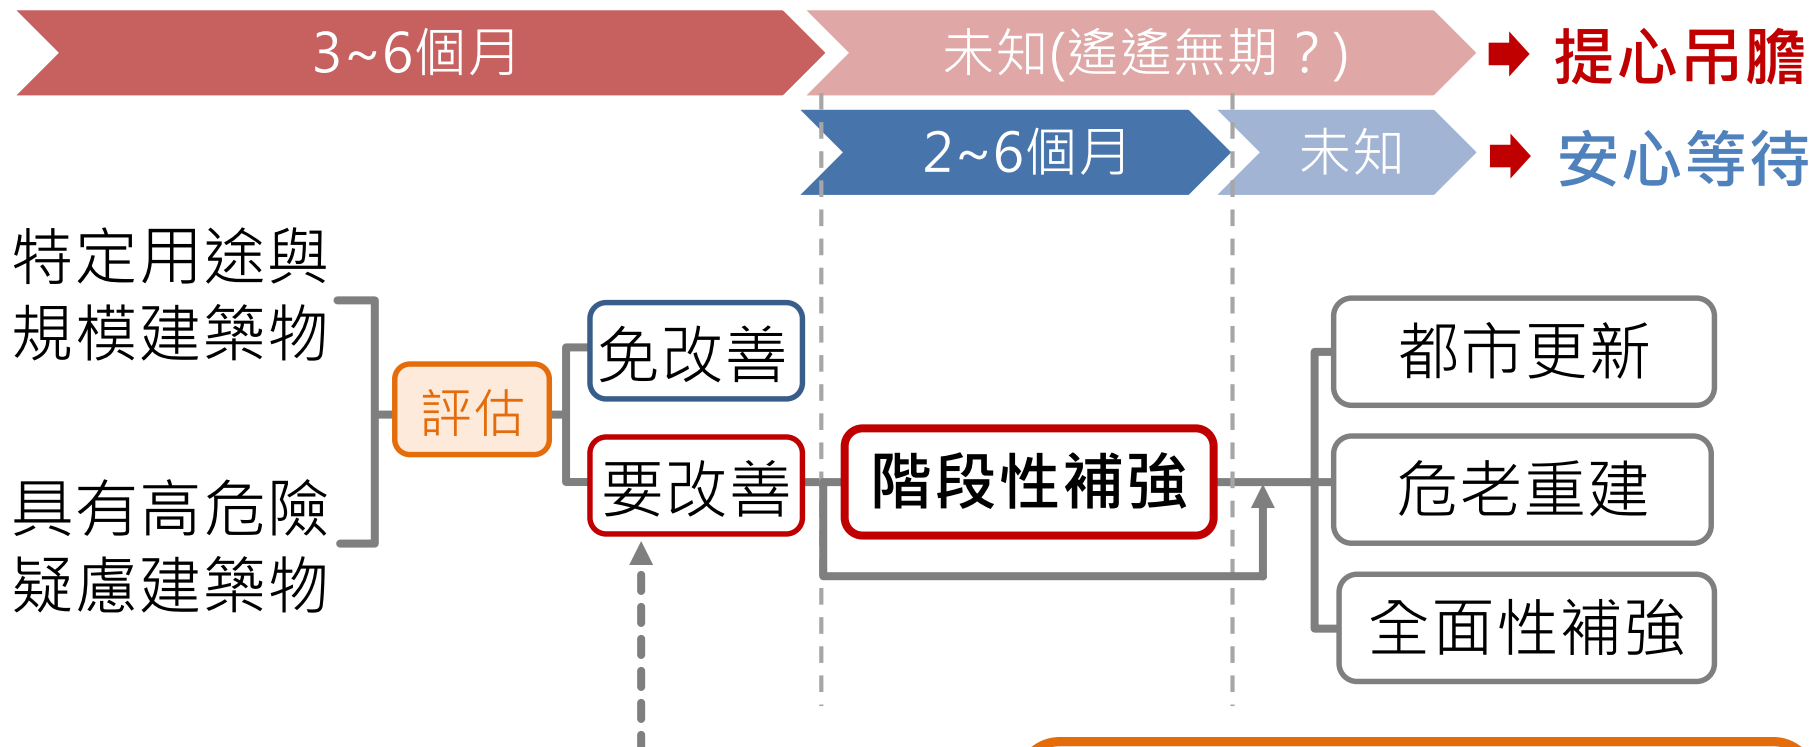 3~6個月
未知(遙遙無期？)
提心吊膽
2~6個月
未知
安心等待
特定用途與
規模建築物
具有高危險
疑慮建築物
評估
免改善
要改善
階段性補強
都市更新
危老重建
全面性補強